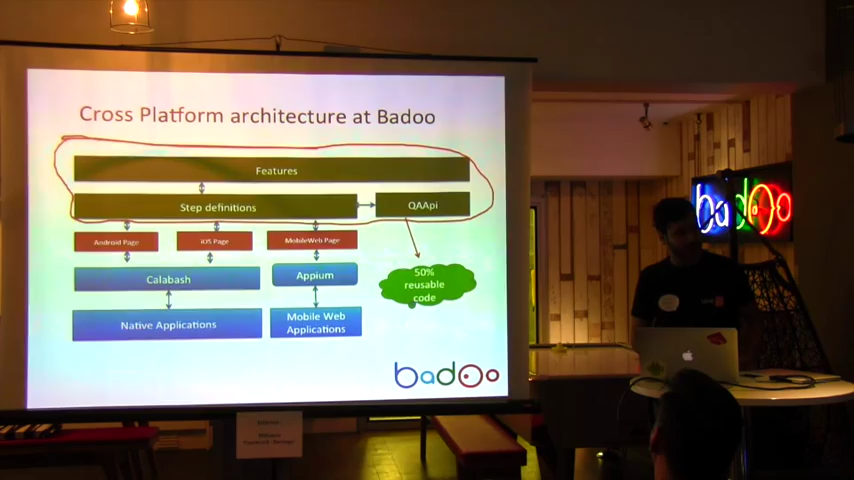 Cross Platform architecture at Badoo
Features
Step definitions
QAApi
Android Page
iOS Page
MobileWeb Page
Calabash
Appium
50%
reusable
code
Native Applications
Mobile Web
Applications
badoo
badoo